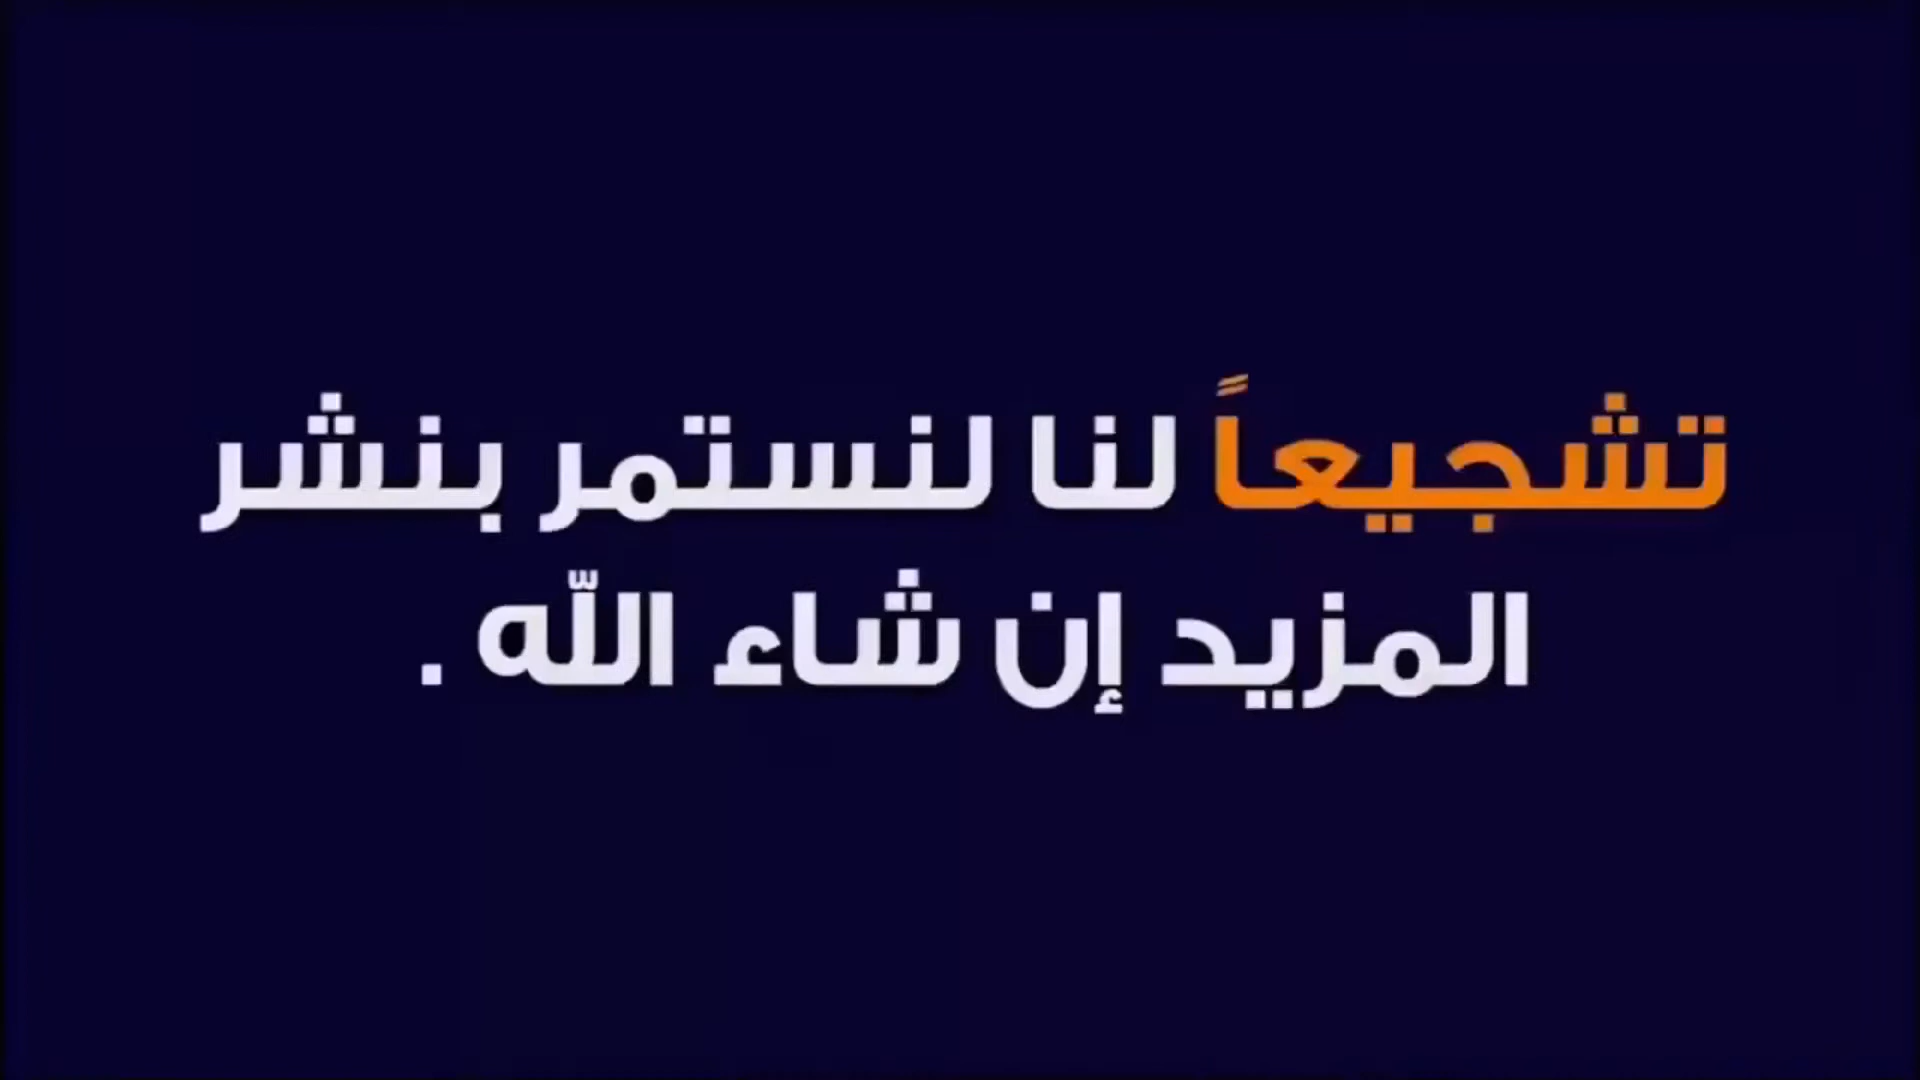 تشجيعاً لنا لنستمر بنشر
المزيد إن شاء اللّه .